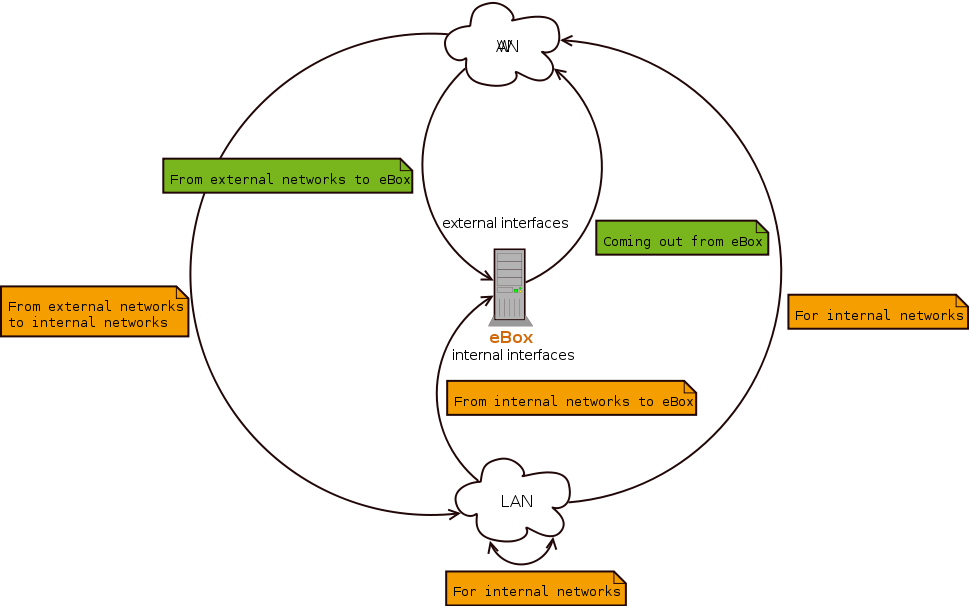 WAN
From external networks to eBox
external interfaces
Coming out from eBox
From external networks
to internal networks
For internal networks
eBox
internal interfaces
From internal networks to eBox
LAN
For internal networks